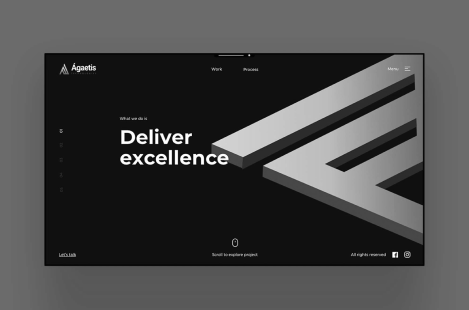 Ágaetis
Work
Process
Menu
What we do is
Deliver
excellence
Let's talk
Scroll to explore project
All rights reserved